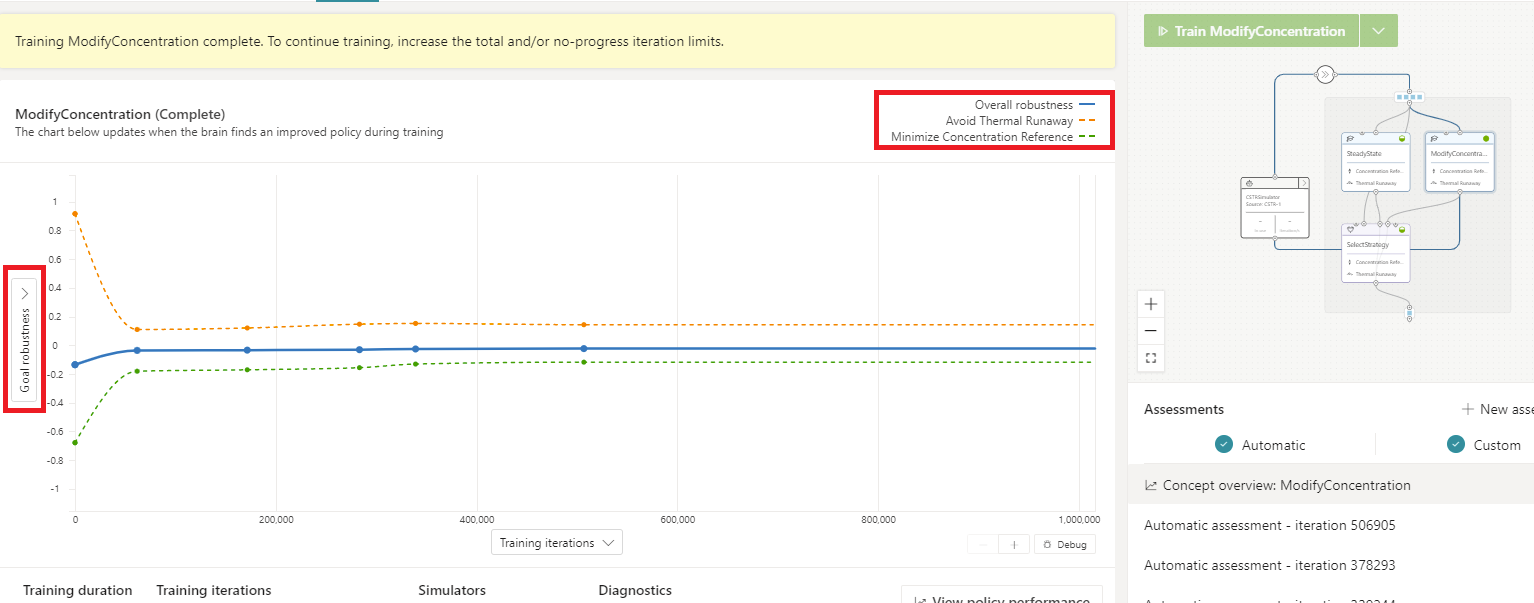 Training ModifyConcentration complete. To continue training, increase the total and/or no-progress iteration limits.
ModifyConcentration (Complete)
The chart below updates when the brain finds an improved policy during training
Overall robustness
Avoid Thermal Runaway
Minimize Concentration Reference
Goal robustness
1
0.8
0.6
0.4
0.2
0
-0.2
-0.4
-0.6
-0.8
-1
0
200,000
400,000
600,000
800,000
1,000,000
Training iterations
Debug
Training duration
Training iterations
Simulators
Diagnostics
View policy performance
Train ModifyConcentration
SteadyState
Concentration Refe...
Thermal Runaway
ModifyConcentra...
Concentration Refe...
Thermal Runaway
CSTRSimulator
Source: CSTR-1
SelectStrategy
Concentration Refe...
Thermal Runaway
Assessments
New asse
Automatic
Custom
Concept overview: ModifyConcentration
Automatic assessment - iteration 506905
Automatic assessment - iteration 378293